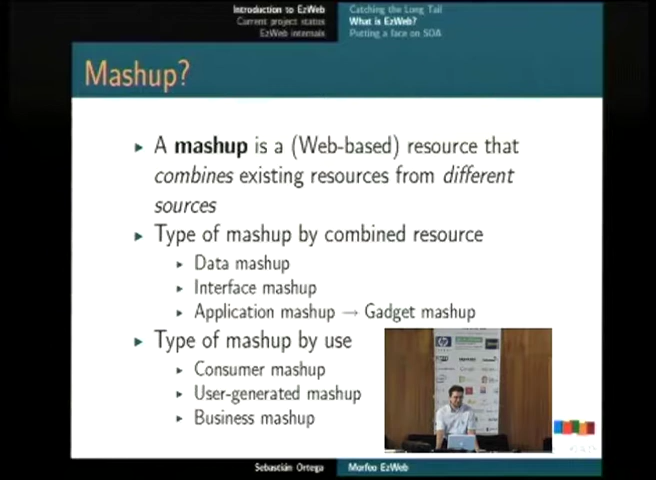 Introduction to EzWeb
Current project status
EzWeb internals
Catching the Long Tail
What is EzWeb?
Putting a face on SOA
Mashup?
A mashup is a (Web-based) resource that
combines existing resources from different
sources
Type of mashup by combined resource
Data mashup
Interface mashup
Application mashup → Gadget mashup
Type of mashup by use
Consumer mashup
User-generated mashup
Business mashup
hp
Sebastián Ortega
Morfeo EzWeb